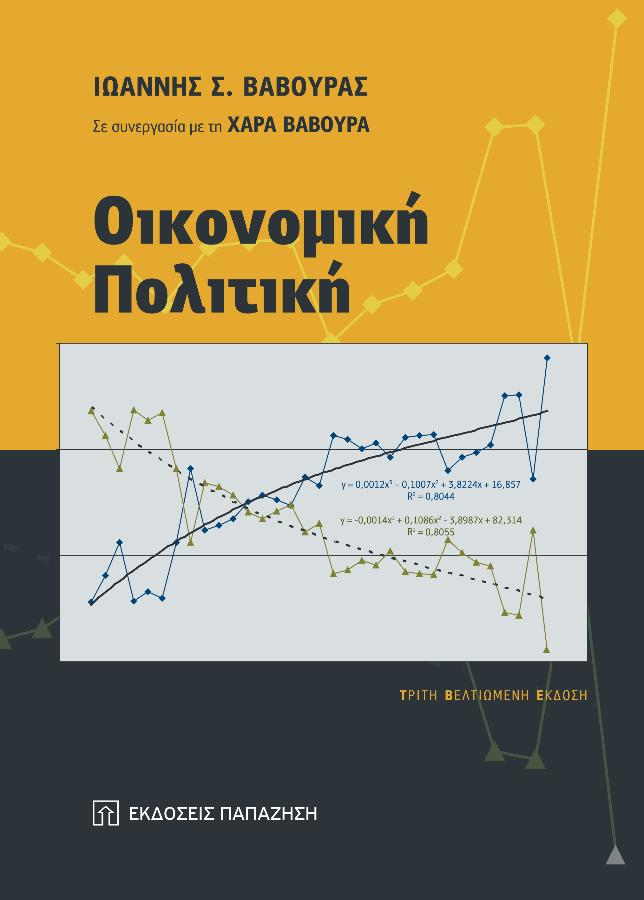 ΙΩΑΝΝΗΣ Σ. ΒΑΒΟΥΡΑΣ
Σε συνεργασία με τη ΧΑΡΑ ΒΑΒΟΥΡΑ
Οικονομική
Πολιτική
y = 0,0012x³ – 0,1007x² + 3,8224x + 16,857
R² = 0,8044
y = -0,0014x³ + 0,1086x² - 3,8987x + 82,314
R² = 0,8055
ΤΡΙΤΗ ΒΕΛΤΙΩΜΕΝΗ ΕΚΔΟΣΗ
ΕΚΔΟΣΕΙΣ ΠΑΠΑΖΗΣΗ